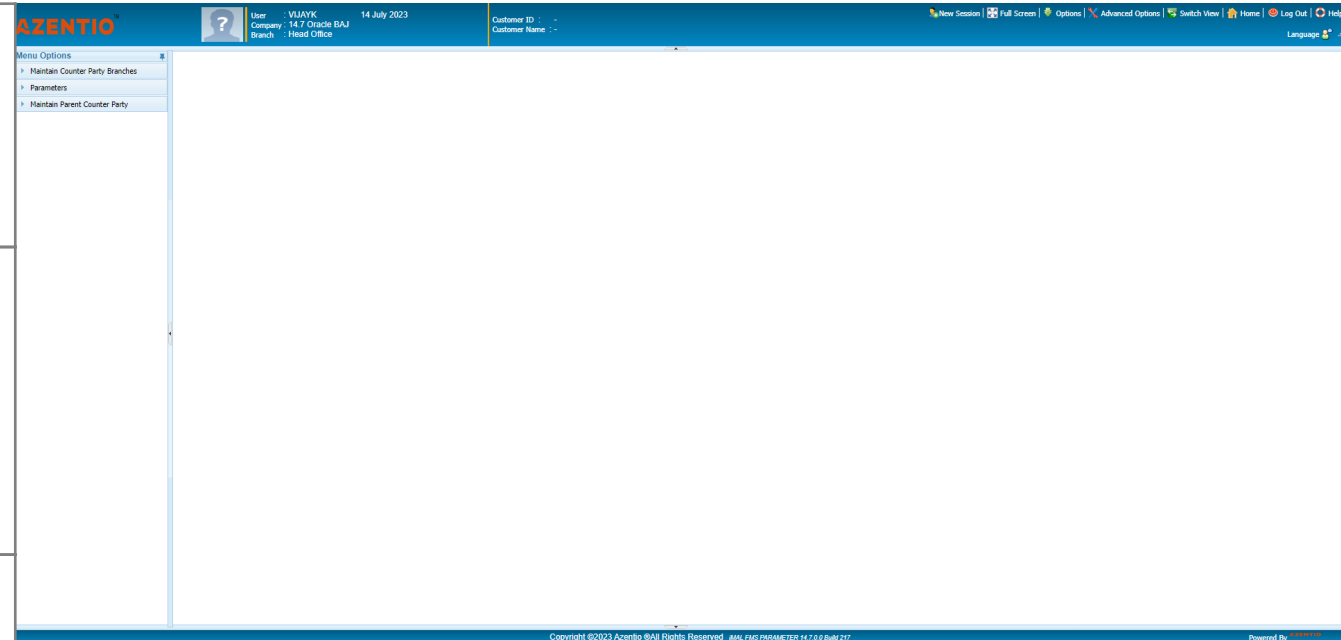 AZENTIO
?
User : VIJAYK 14 July 2023
Company : 14.7 Oracle BAJ
Branch : Head Office
Customer ID : -
Customer Name : -
New Session | Full Screen | Options | Advanced Options | Switch View | Home | Log Out | Help
Language
Menu Options
Maintain Counter Party Branches
Parameters
Maintain Parent Counter Party
Copyright ©2023 Azentio ®All Rights Reserved iMAL FMS PARAMETER 14.7.0.0 Build 217
Powered By AZENTIO